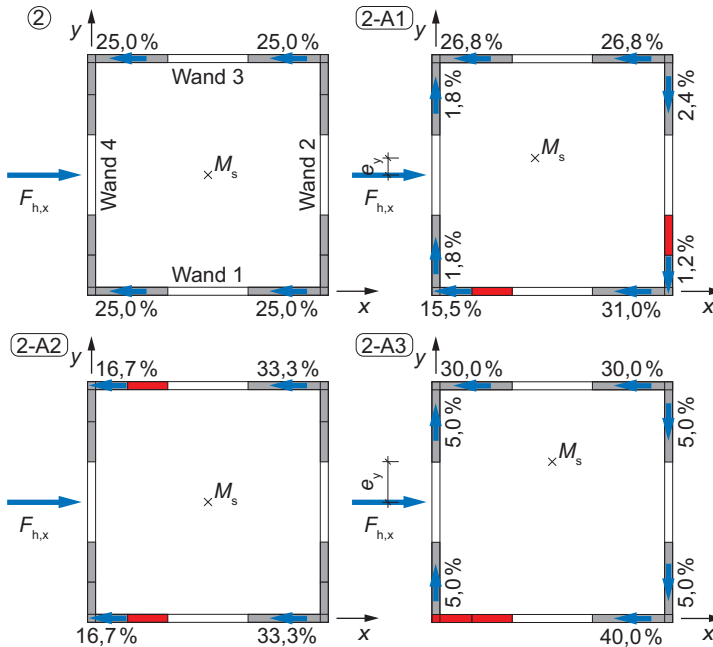 2
y
25,0 %
25,0 %
Wand 3
Wand 4
Wand 2
M_s
F_h,x
Wand 1
x
25,0 %
25,0 %
2-A1
y
26,8 %
26,8 %
1,8 %
2,4 %
M_s
e_y
F_h,x
1,8 %
1,2 %
x
15,5 %
31,0 %
2-A2
y
16,7 %
33,3 %
M_s
F_h,x
x
16,7 %
33,3 %
2-A3
y
30,0 %
30,0 %
5,0 %
5,0 %
M_s
e_y
F_h,x
5,0 %
5,0 %
x
40,0 %